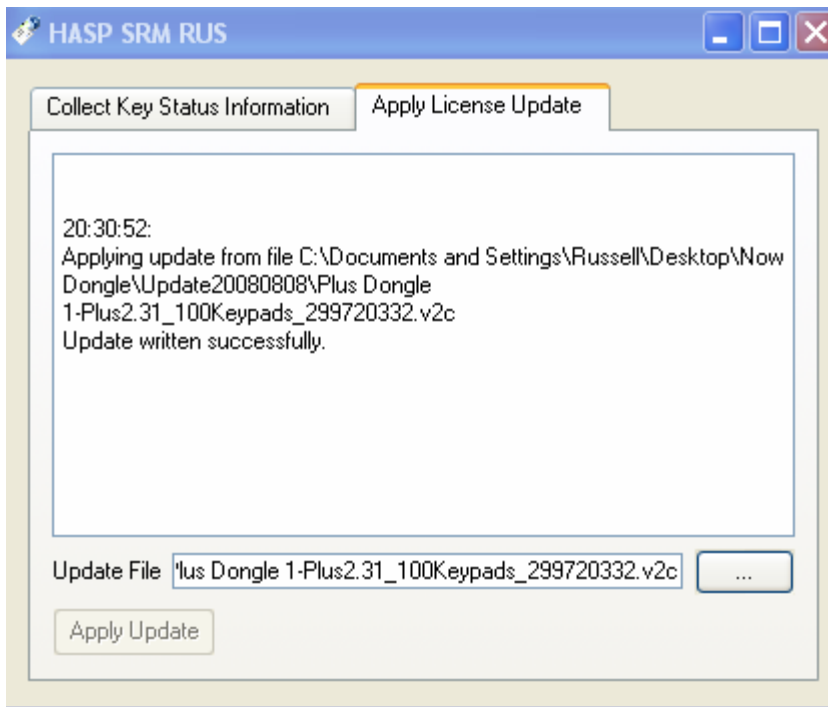 HASP SRM RUS
Collect Key Status Information
Apply License Update
20:30:52:
Applying update from file C:\Documents and Settings\Russell\Desktop\Now
Dongle\Update20080808\Plus Dongle
1-Plus2.31_100Keypads_299720332.v2c
Update written successfully.
Update File
'lus Dongle 1-Plus2.31_100Keypads_299720332.v2c
...
Apply Update